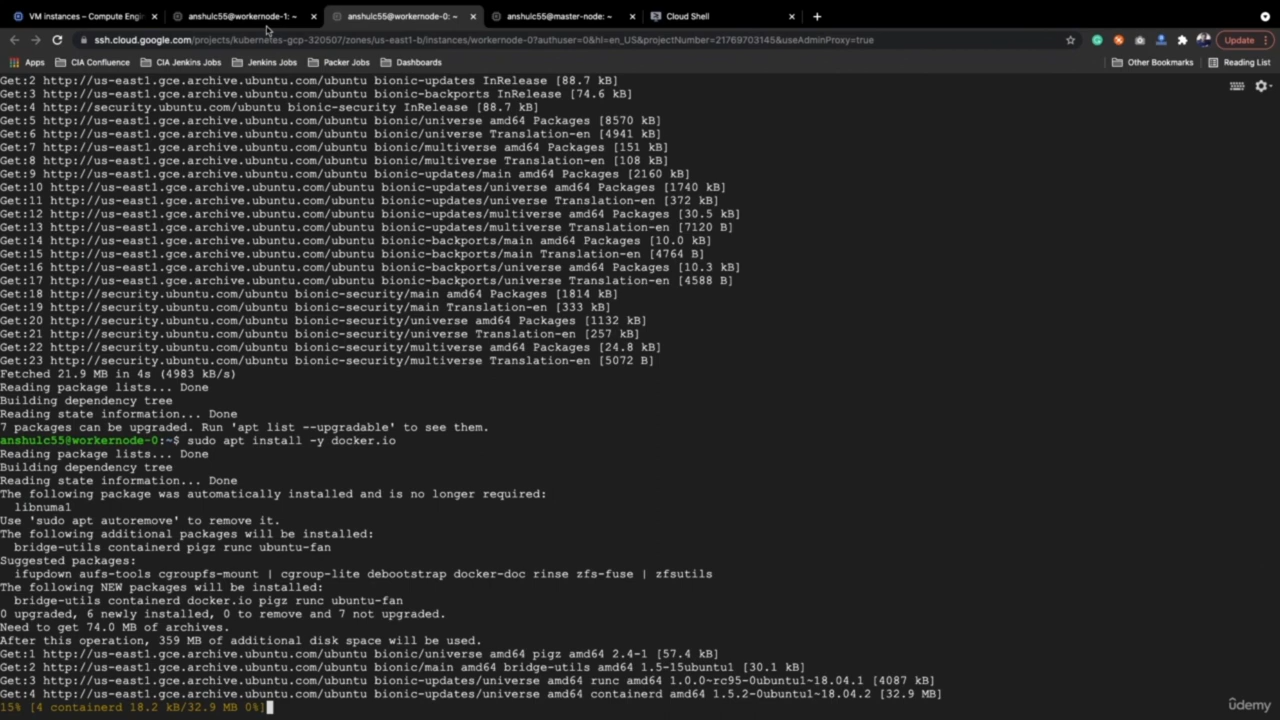 VM instances – Compute Engi
anshulc55@workernode-1: ~
anshulc55@workernode-0: ~
anshulc55@master-node: ~
Cloud Shell
ssh.cloud.google.com/projects/kubernetes-gcp-320507/zones/us-east1-b/instances/workernode-0?authuser=0&hl=en_US&projectNumber=21769703145&useAdminProxy=true
Update
Apps CIA Confluence CIA Jenkins Jobs Jenkins Jobs Packer Jobs Dashboards Other Bookmarks Reading List
Get:2 http://us-east1.gce.archive.ubuntu.com/ubuntu bionic-updates InRelease [88.7 kB]
Get:3 http://us-east1.gce.archive.ubuntu.com/ubuntu bionic-backports InRelease [74.6 kB]
Get:4 http://security.ubuntu.com/ubuntu bionic-security InRelease [88.7 kB]
Get:5 http://us-east1.gce.archive.ubuntu.com/ubuntu bionic/universe amd64 Packages [8570 kB]
Get:6 http://us-east1.gce.archive.ubuntu.com/ubuntu bionic/universe Translation-en [4941 kB]
Get:7 http://us-east1.gce.archive.ubuntu.com/ubuntu bionic/multiverse amd64 Packages [151 kB]
Get:8 http://us-east1.gce.archive.ubuntu.com/ubuntu bionic/multiverse Translation-en [108 kB]
Get:9 http://us-east1.gce.archive.ubuntu.com/ubuntu bionic-updates/main amd64 Packages [2160 kB]
Get:10 http://us-east1.gce.archive.ubuntu.com/ubuntu bionic-updates/universe amd64 Packages [1740 kB]
Get:11 http://us-east1.gce.archive.ubuntu.com/ubuntu bionic-updates/universe Translation-en [372 kB]
Get:12 http://us-east1.gce.archive.ubuntu.com/ubuntu bionic-updates/multiverse amd64 Packages [30.5 kB]
Get:13 http://us-east1.gce.archive.ubuntu.com/ubuntu bionic-updates/multiverse Translation-en [7120 B]
Get:14 http://us-east1.gce.archive.ubuntu.com/ubuntu bionic-backports/main amd64 Packages [10.0 kB]
Get:15 http://us-east1.gce.archive.ubuntu.com/ubuntu bionic-backports/main Translation-en [4764 B]
Get:16 http://us-east1.gce.archive.ubuntu.com/ubuntu bionic-backports/universe amd64 Packages [10.3 kB]
Get:17 http://us-east1.gce.archive.ubuntu.com/ubuntu bionic-backports/universe Translation-en [4588 B]
Get:18 http://security.ubuntu.com/ubuntu bionic-security/main amd64 Packages [1814 kB]
Get:19 http://security.ubuntu.com/ubuntu bionic-security/main Translation-en [333 kB]
Get:20 http://security.ubuntu.com/ubuntu bionic-security/universe amd64 Packages [1132 kB]
Get:21 http://security.ubuntu.com/ubuntu bionic-security/universe Translation-en [257 kB]
Get:22 http://security.ubuntu.com/ubuntu bionic-security/multiverse amd64 Packages [24.8 kB]
Get:23 http://security.ubuntu.com/ubuntu bionic-security/multiverse Translation-en [5072 B]
Fetched 21.9 MB in 4s (4983 kB/s)
Reading package lists... Done
Building dependency tree
Reading state information... Done
7 packages can be upgraded. Run 'apt list --upgradable' to see them.
anshulc55@workernode-0:~$ sudo apt install -y docker.io
Reading package lists... Done
Building dependency tree
Reading state information... Done
The following package was automatically installed and is no longer required:
libnuma1
Use 'sudo apt autoremove' to remove it.
The following additional packages will be installed:
bridge-utils containerd pigz runc ubuntu-fan
Suggested packages:
ifupdown aufs-tools cgroupfs-mount | cgroup-lite debootstrap docker-doc rinse zfs-fuse | zfsutils
The following NEW packages will be installed:
bridge-utils containerd docker.io pigz runc ubuntu-fan
0 upgraded, 6 newly installed, 0 to remove and 7 not upgraded.
Need to get 74.0 MB of archives.
After this operation, 359 MB of additional disk space will be used.
Get:1 http://us-east1.gce.archive.ubuntu.com/ubuntu bionic/universe amd64 pigz amd64 2.4-1 [57.4 kB]
Get:2 http://us-east1.gce.archive.ubuntu.com/ubuntu bionic/main amd64 bridge-utils amd64 1.5-15ubuntu1 [30.1 kB]
Get:3 http://us-east1.gce.archive.ubuntu.com/ubuntu bionic-updates/universe amd64 runc amd64 1.0.0~rc95-0ubuntu1~18.04.1 [4087 kB]
Get:4 http://us-east1.gce.archive.ubuntu.com/ubuntu bionic-updates/universe amd64 containerd amd64 1.5.2-0ubuntu1~18.04.2 [32.9 MB]
15% [4 containerd 18.2 kB/32.9 MB 0%]
ûdemy